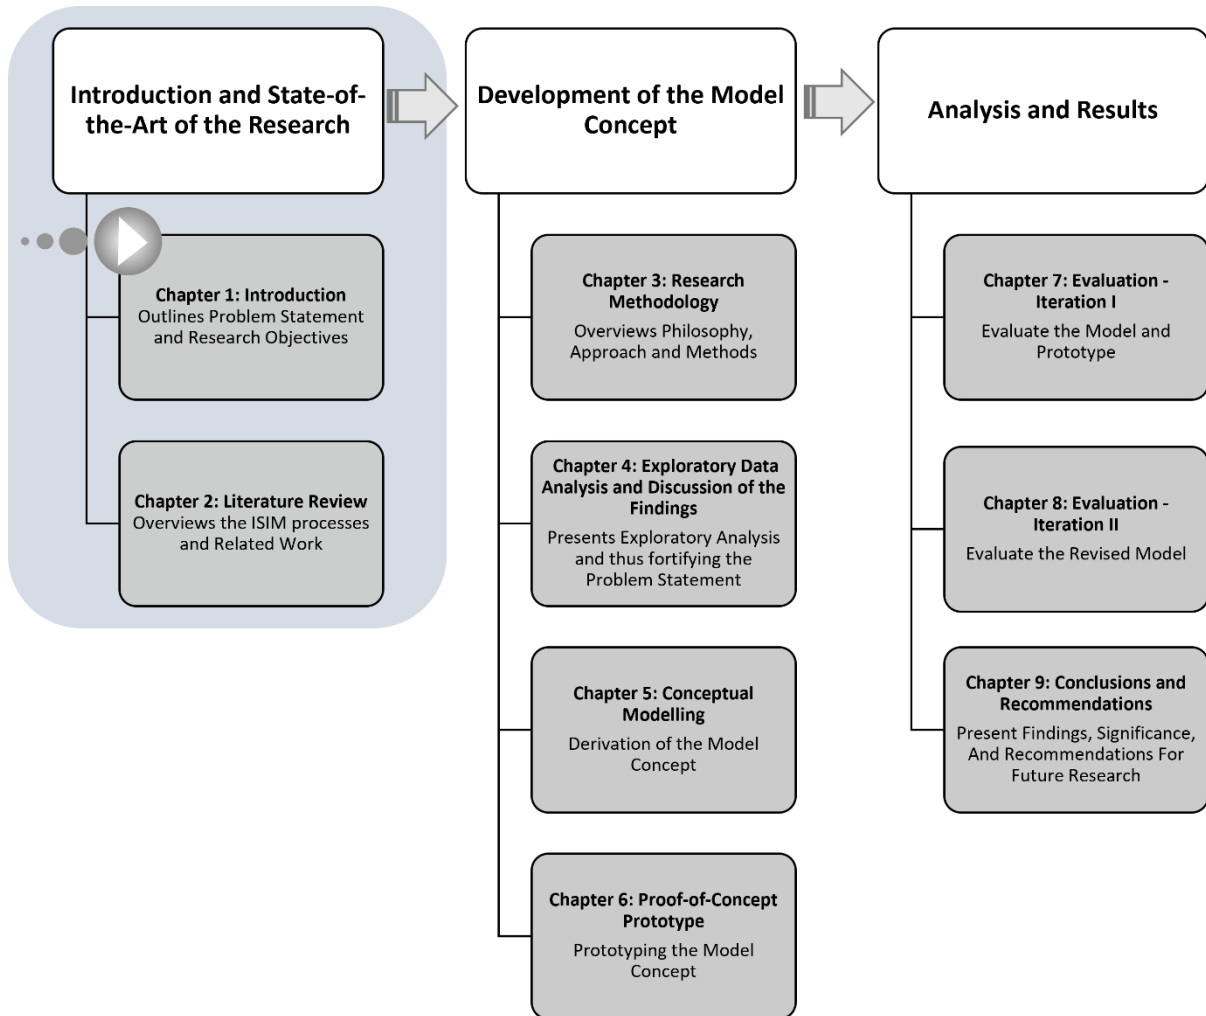 Introduction and State-of-
the-Art of the Research
Chapter 1: Introduction
Outlines Problem Statement
and Research Objectives
Chapter 2: Literature Review
Overviews the ISIM processes
and Related Work
Development of the Model
Concept
Chapter 3: Research
Methodology
Overviews Philosophy,
Approach and Methods
Chapter 4: Exploratory Data
Analysis and Discussion of the
Findings
Presents Exploratory Analysis
and thus fortifying the
Problem Statement
Chapter 5: Conceptual
Modelling
Derivation of the Model
Concept
Chapter 6: Proof-of-Concept
Prototype
Prototyping the Model
Concept
Analysis and Results
Chapter 7: Evaluation -
Iteration I
Evaluate the Model and
Prototype
Chapter 8: Evaluation -
Iteration II
Evaluate the Revised Model
Chapter 9: Conclusions and
Recommendations
Present Findings, Significance,
And Recommendations For
Future Research